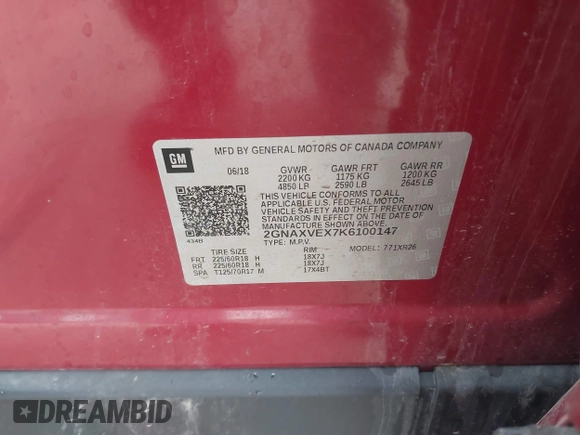 GM
MFD BY GENERAL MOTORS OF CANADA COMPANY
06/18 GVWR GAWR FRT GAWR RR
2200 KG 1175 KG 1200 KG
4850 LB 2590 LB 2645 LB
THIS VEHICLE CONFORMS TO ALL
APPLICABLE U.S. FEDERAL MOTOR
VEHICLE SAFETY AND THEFT PREVENTION
STANDARDS IN EFFECT ON THE DATE OF
MANUFACTURE SHOWN ABOVE.
2GNAXVEX7K6100147
434B TYPE: M.P.V. MODEL: 771XR26
TIRE SIZE RIM
FRT 225/60R18 H 18X7J
RR 225/60R18 H 18X7J
SPA T125/70R17 M 17X4BT
DREAMBID